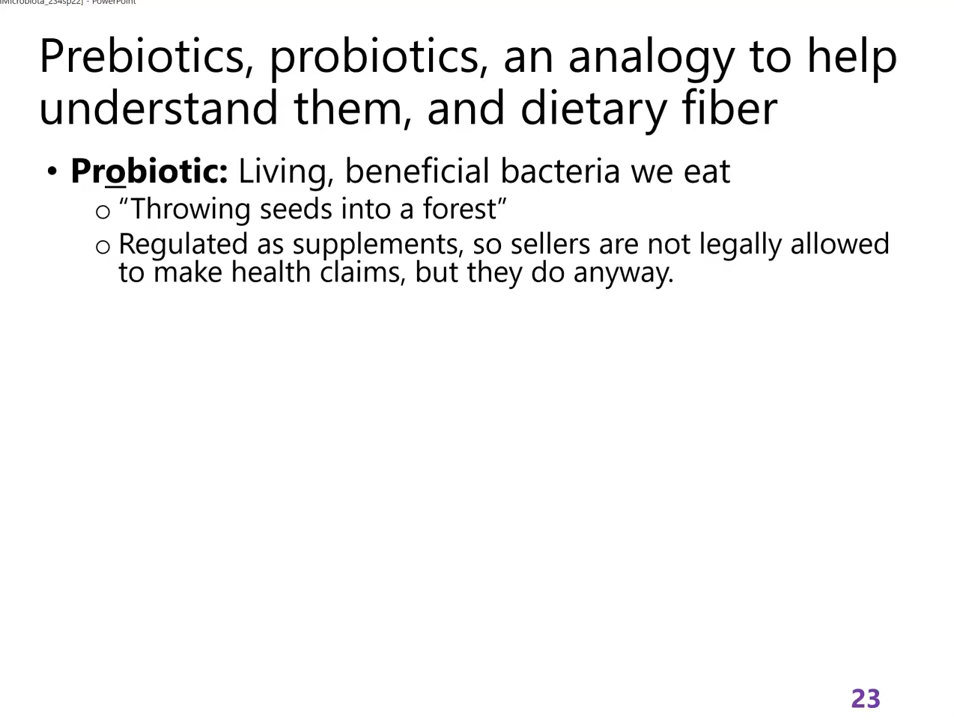 Prebiotics, probiotics, an analogy to help
understand them, and dietary fiber
• Probiotic: Living, beneficial bacteria we eat
o “Throwing seeds into a forest”
o Regulated as supplements, so sellers are not legally allowed
to make health claims, but they do anyway.
23